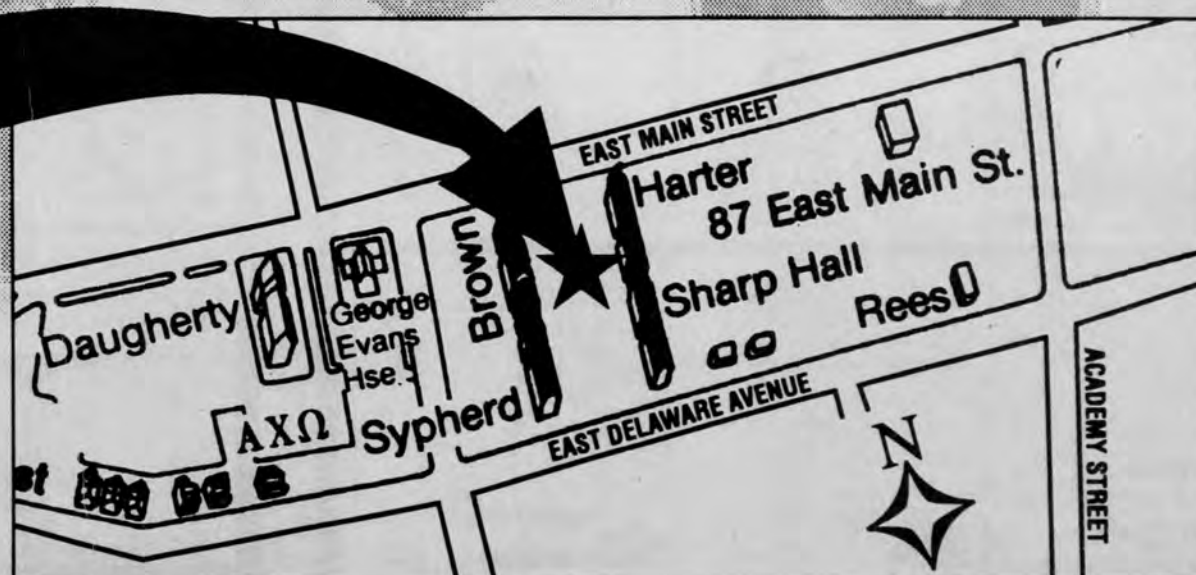 EAST MAIN STREET
Harter
87 East Main St.
Brown
Sharp Hall
Daugherty
George
Evans
Hse.
Rees
Sypherd
ΑΧΩ
EAST DELAWARE AVENUE
ACADEMY STREET
N